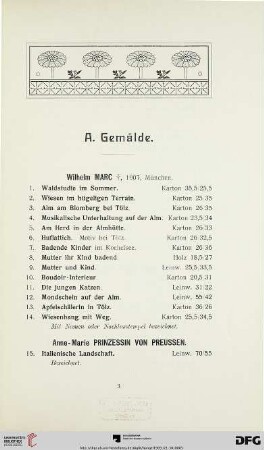 A. Gemälde.
Wilhelm MARC †, 1907, München.
1. Waldstudie im Sommer. Karton 35,5:25,5
2. Wiesen im hügeligen Terrain. Karton 25:35
3. Alm am Blomberg bei Tölz. Karton 26:35
4. Musikalische Unterhaltung auf der Alm. Karton 23,5:34
5. Am Herd in der Almhütte. Karton 26:33
6. Huflattich. Motiv bei Tölz. Karton 26:32,5
7. Badende Kinder im Kochelsee. Karton 26:36
8. Mutter ihr Kind badend. Holz 18,5:27
9. Mutter und Kind. Leinw. 25,5:33,5
10. Boudoir-Interieur. Karton 20,5:31
11. Die jungen Katzen. Leinw. 31:22
12. Mondschein auf der Alm. Leinw. 55:42
13. Apfelschälerin in Tölz. Karton 36:26
14. Wiesenhang mit Weg. Karton 25,5:34,5
Mit Namen oder Nachlasstempel bezeichnet.
Anne-Marie PRINZESSIN VON PREUSSEN.
15. Italienische Landschaft. Leinw. 70:55
Bezeichnet.
1
DFG